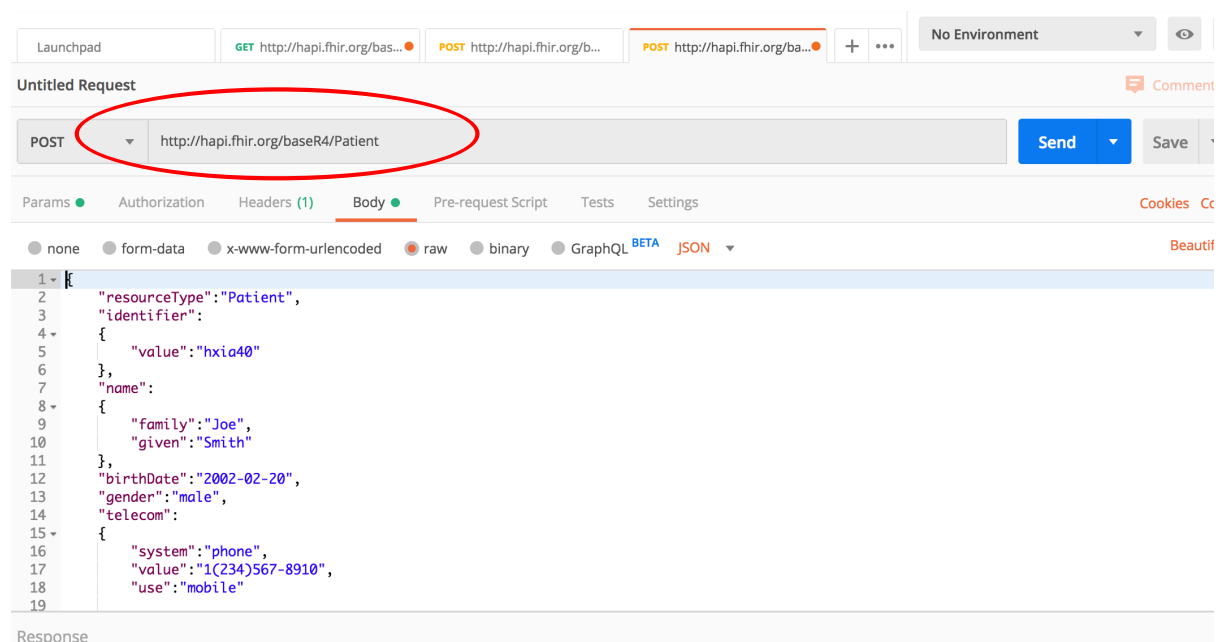 Launchpad GET http://hapi.fhir.org/bas... POST http://hapi.fhir.org/b... POST http://hapi.fhir.org/ba... + ••• No Environment
Untitled Request Comment
POST http://hapi.fhir.org/baseR4/Patient Send Save
Params Authorization Headers (1) Body Pre-request Script Tests Settings Cookies Co
none form-data x-www-form-urlencoded raw binary GraphQL BETA JSON Beautif
1 {
2 "resourceType":"Patient",
3 "identifier":
4 {
5 "value":"hxia40"
6 },
7 "name":
8 {
9 "family":"Joe",
10 "given":"Smith"
11 },
12 "birthDate":"2002-02-20",
13 "gender":"male",
14 "telecom":
15 {
16 "system":"phone",
17 "value":"1(234)567-8910",
18 "use":"mobile"
19
Response